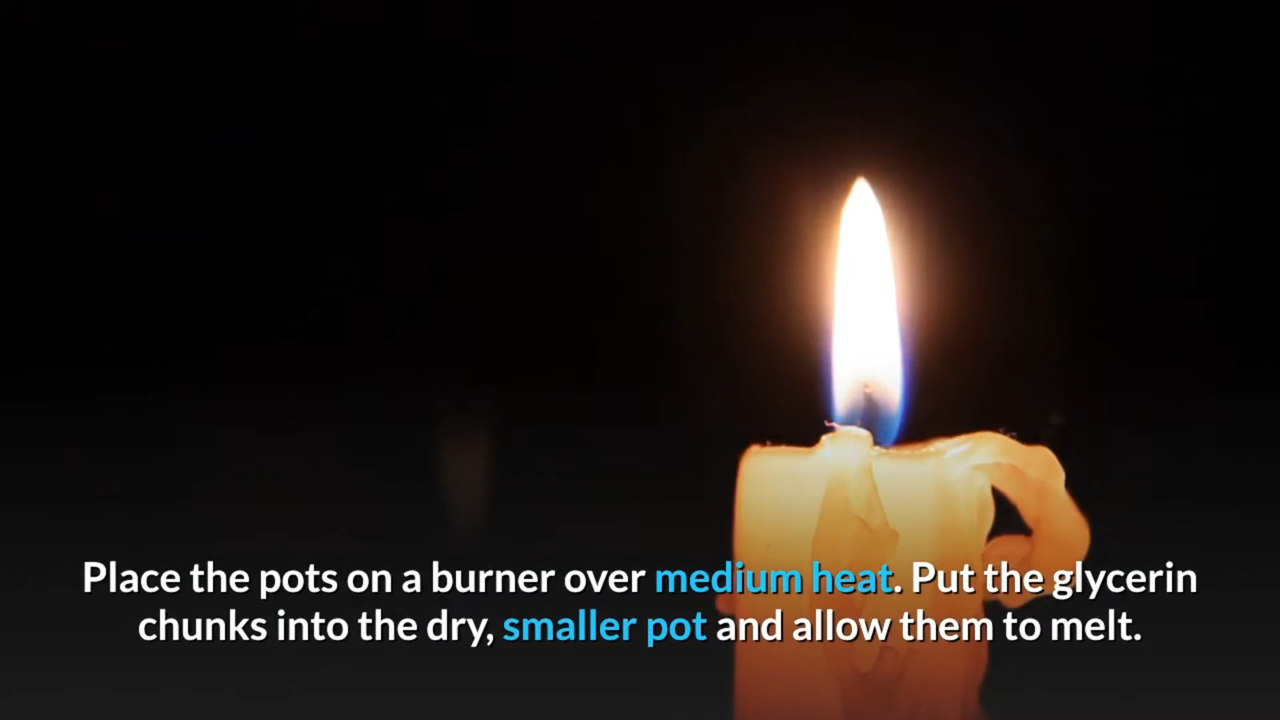 Place the pots on a burner over medium heat. Put the glycerin
chunks into the dry, smaller pot and allow them to melt.